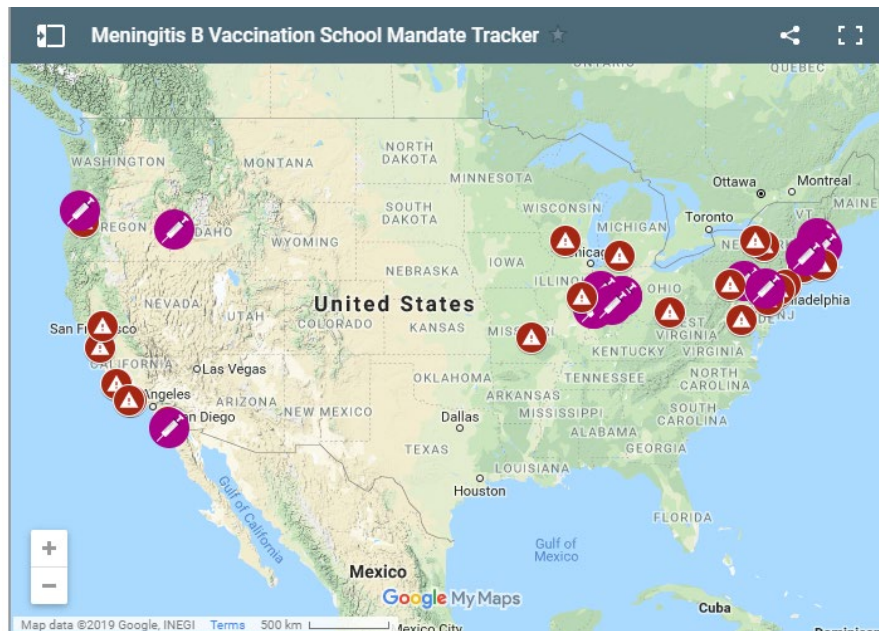 Meningitis B Vaccination School Mandate Tracker
ONTARIO
QUEBEC
WASHINGTON
MONTANA
NORTH
DAKOTA
MINNESOTA
Ottawa
Montreal
MAINE
VT
SOUTH
DAKOTA
WISCONSIN
MICHIGAN
Toronto
OREGON
IDAHO
WYOMING
IOWA
NEBRASKA
ILLINOIS
OHIO
Philadelphia
NEVADA
UTAH
United States
COLORADO
KANSAS
WEST
VIRGINIA
KENTUCKY
VIRGINIA
San Francisco
CALIFORNIA
Las Vegas
OKLAHOMA
TENNESSEE
NORTH
CAROLINA
ARKANSAS
Angeles
ARIZONA
NEW MEXICO
San Diego
Dallas
MISSISSIPPI
SOUTH
CAROLINA
ALABAMA
TEXAS
GEORGIA
LOUISIANA
Houston
Gulf of California
FLORIDA
Gulf of
Mexico
Mexico
Google My Maps
Cuba
Map data ©2019 Google, INEGI Terms 500 km
Mexico City